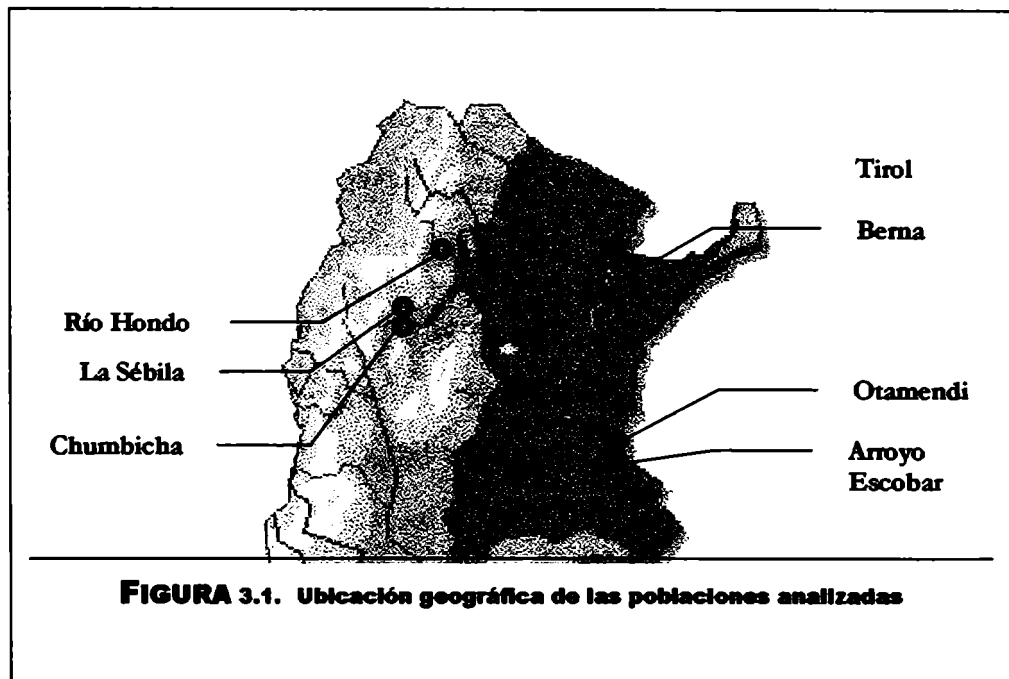 Tirol
Berna
Río Hondo
La Sébila
Chumbicha
Otamendi
Arroyo
Escobar
FIGURA 3.1. Ubicación geográfica de las poblaciones analizadas